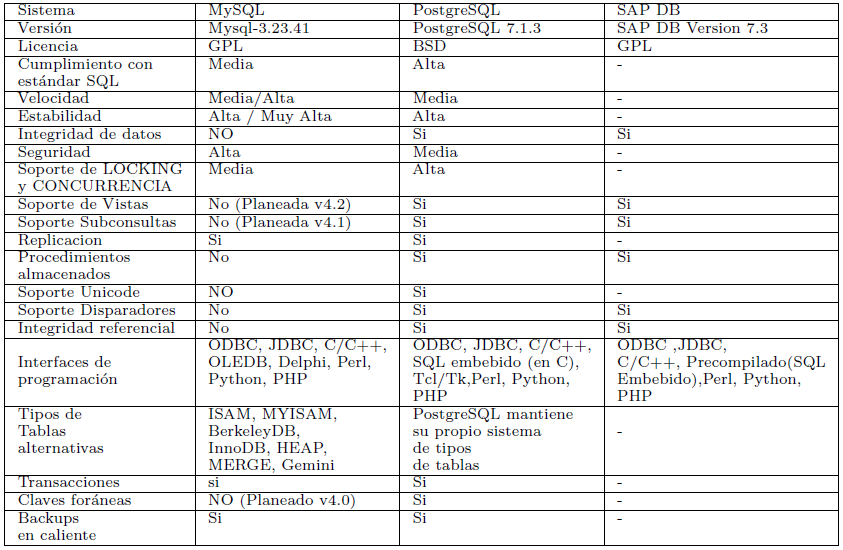 Sistema MySQL PostgreSQL SAP DB
Versión Mysql-3.23.41 PostgreSQL 7.1.3 SAP DB Version 7.3
Licencia GPL BSD GPL
Cumplimiento con Media Alta -
estándar SQL
Velocidad Media/Alta Media -
Estabilidad Alta / Muy Alta Alta -
Integridad de datos NO Si Si
Seguridad Alta Media -
Soporte de LOCKING Media Alta -
y CONCURRENCIA
Soporte de Vistas No (Planeada v4.2) Si Si
Soporte Subconsultas No (Planeada v4.1) Si Si
Replicacion Si Si -
Procedimientos No Si Si
almacenados
Soporte Unicode NO Si -
Soporte Disparadores No Si Si
Integridad referencial No Si Si
Interfaces de
programación
ODBC, JDBC, C/C++,
OLEDB, Delphi, Perl,
Python, PHP
ODBC, JDBC, C/C++,
SQL embebido (en C),
Tcl/Tk,Perl, Python,
PHP
ODBC ,JDBC,
C/C++, Precompilado(SQL
Embebido),Perl, Python,
PHP
Tipos de
Tablas
alternativas
ISAM, MYISAM,
BerkeleyDB,
InnoDB, HEAP,
MERGE, Gemini
PostgreSQL mantiene
su propio sistema
de tipos
de tablas
-
Transacciones si Si -
Claves foráneas NO (Planeado v4.0) Si -
Backups Si Si -
en caliente